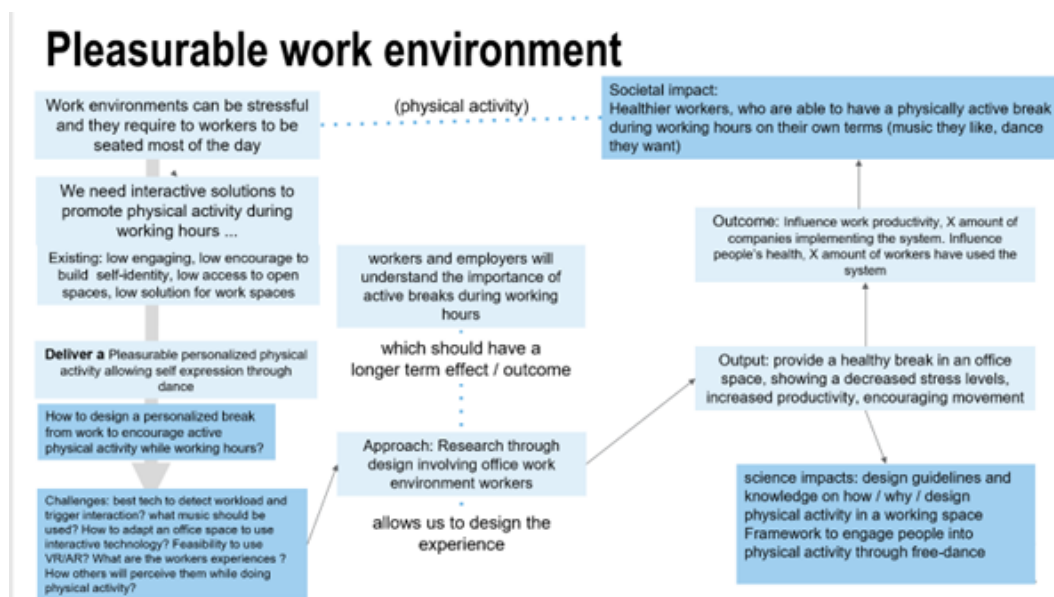 Pleasurable work environment
Work environments can be stressful
and they require to workers to be
seated most of the day
(physical activity)
Societal impact:
Healthier workers, who are able to have a physically active break
during working hours on their own terms (music they like, dance
they want)
We need interactive solutions to
promote physical activity during
working hours ...
Existing: low engaging, low encourage to
build self-identity, low access to open
spaces, low solution for work spaces
workers and employers will
understand the importance of
active breaks during working
hours
Outcome: Influence work productivity, X amount of
companies implementing the system. Influence
people's health, X amount of workers have used the
system
Deliver a Pleasurable personalized physical
activity allowing self expression through
dance
which should have a
longer term effect / outcome
Output: provide a healthy break in an office
space, showing a decreased stress levels,
increased productivity, encouraging movement
How to design a personalized break
from work to encourage active
physical activity while working hours?
Approach: Research through
design involving office work
environment workers
Challenges: best tech to detect workload and
trigger interaction? what music should be
used? How to adapt an office space to use
interactive technology? Feasibility to use
VR/AR? What are the workers experiences ?
How others will perceive them while doing
physical activity?
allows us to design the
experience
science impacts: design guidelines and
knowledge on how / why / design
physical activity in a working space
Framework to engage people into
physical activity through free-dance